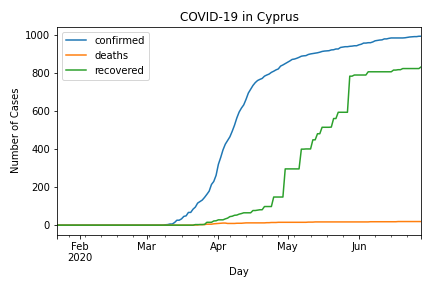 COVID-19 in Cyprus
confirmed
deaths
recovered
Number of Cases
1000
800
600
400
200
0
Feb
2020
Mar
Apr
May
Jun
Day